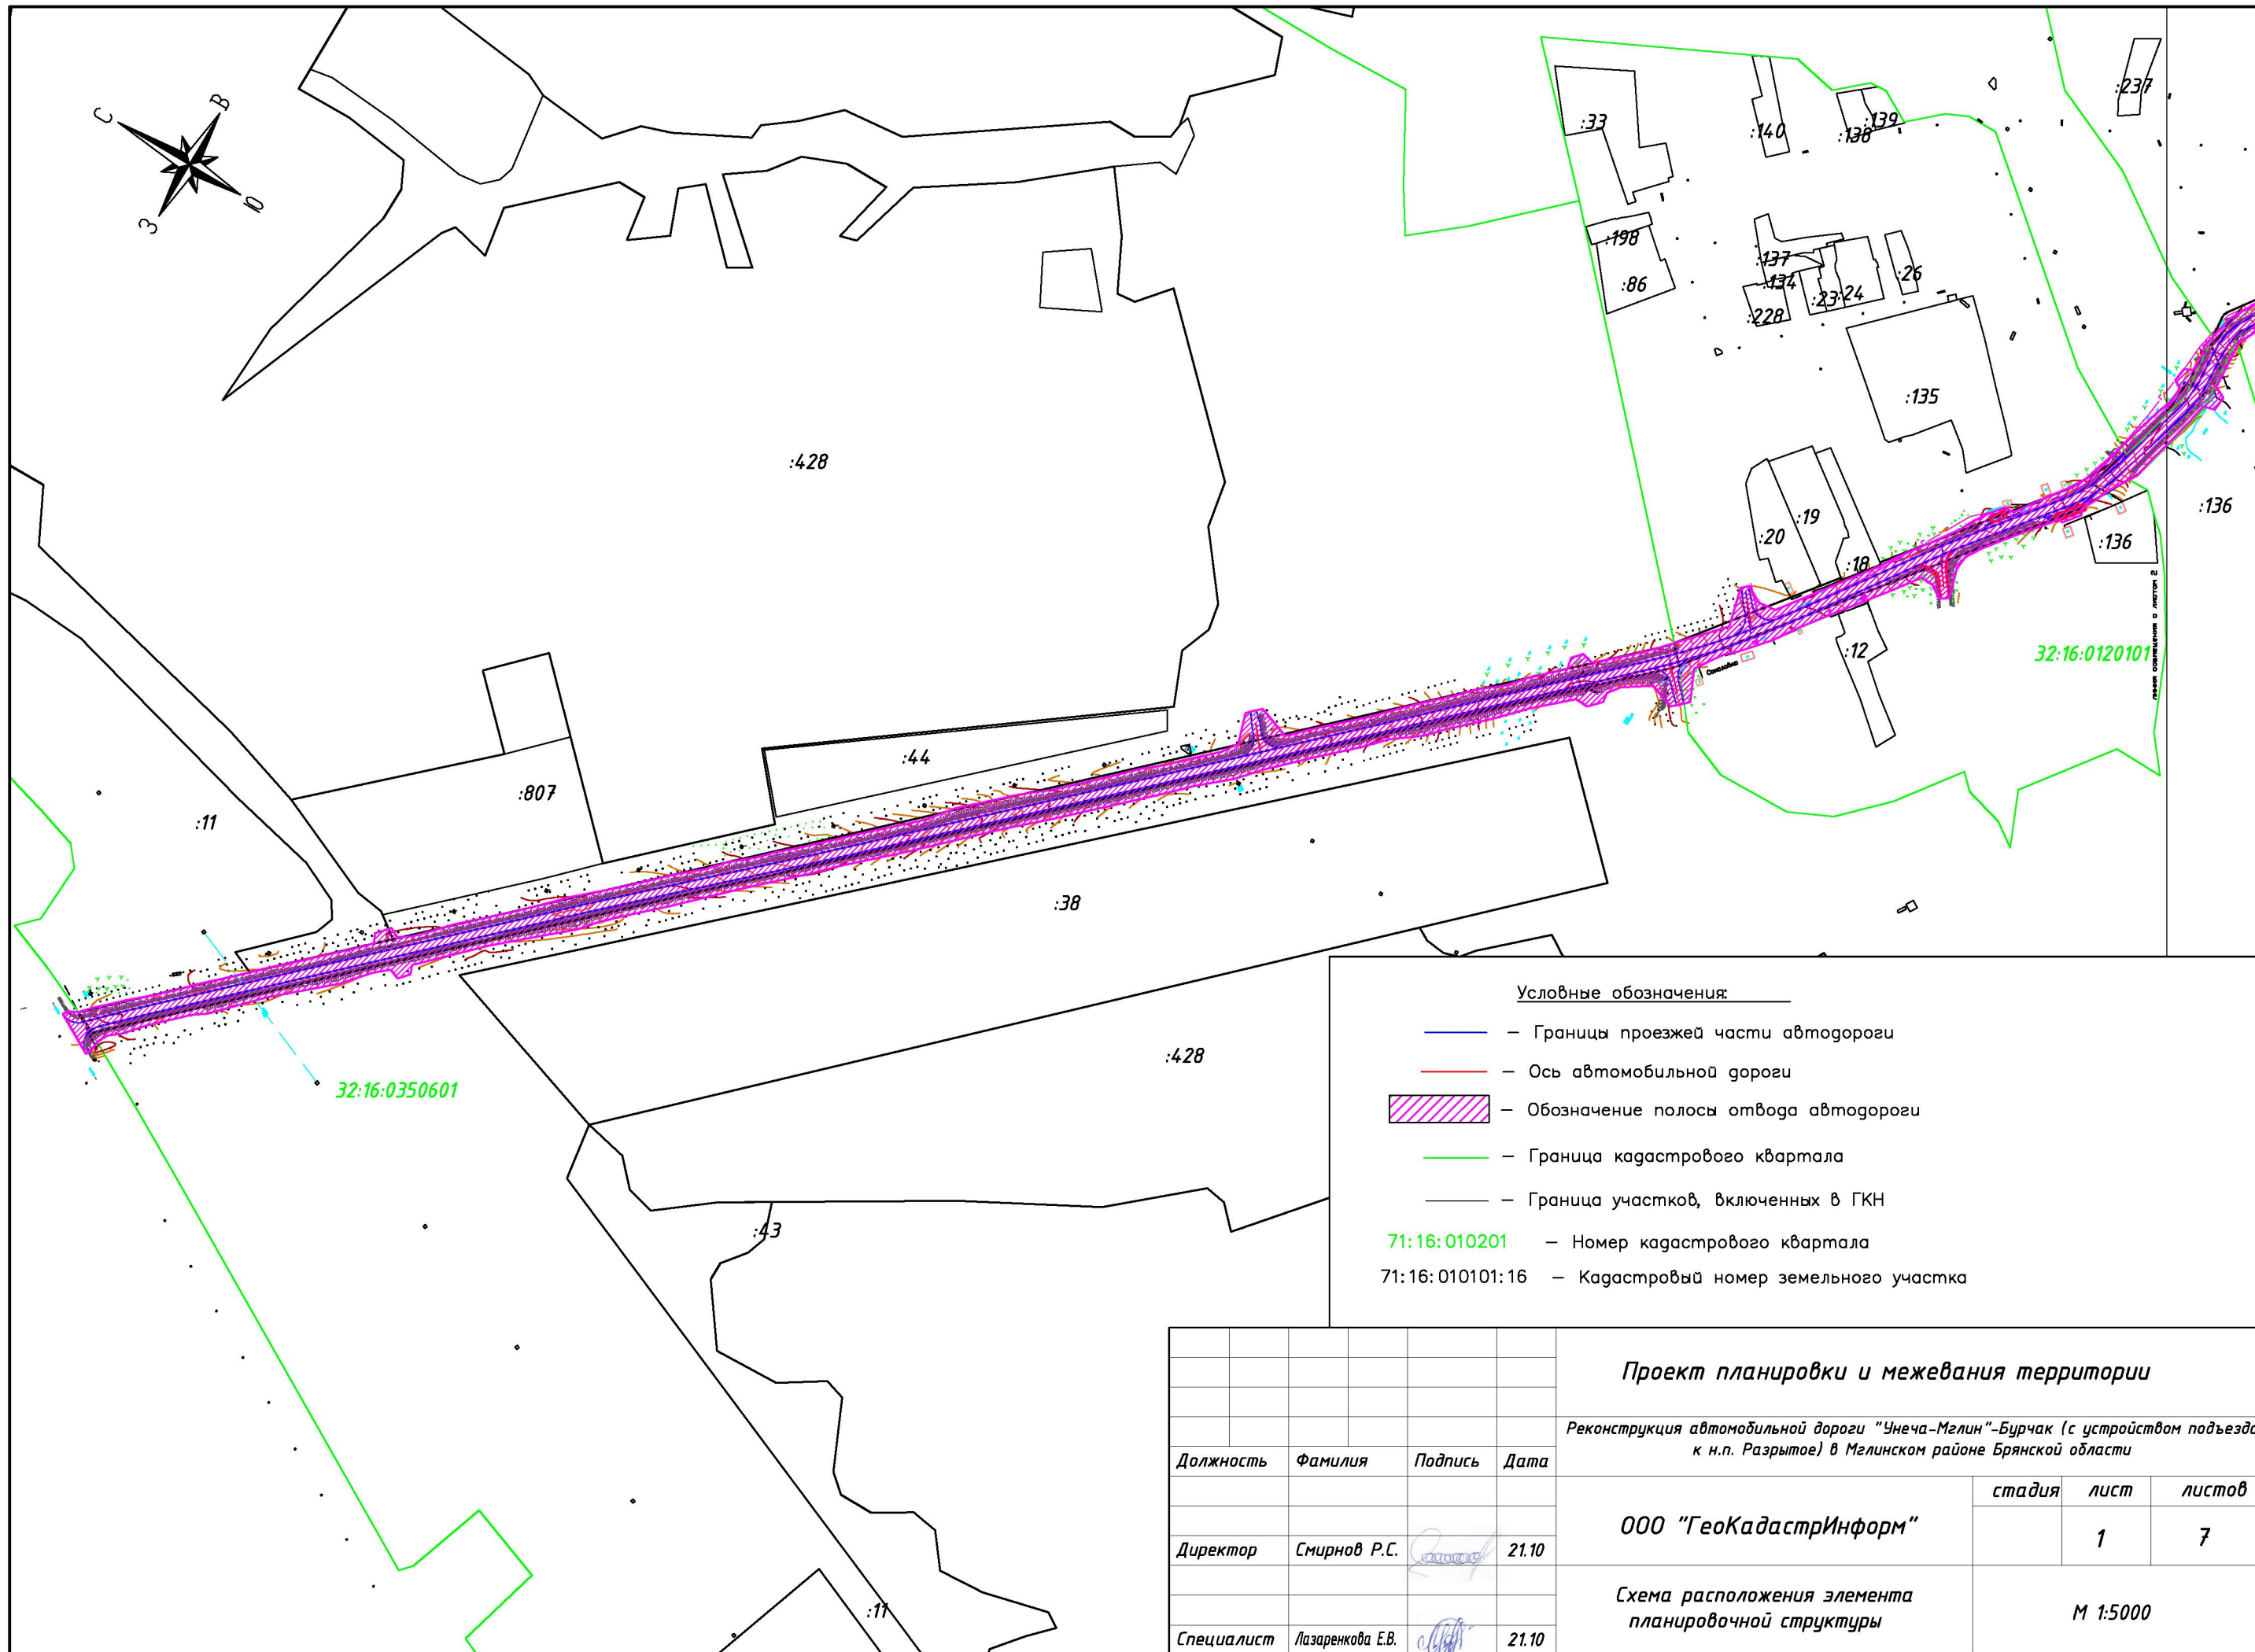 С
В
З
Ю
:33
:140
:138
:139
:237
:198
:86
:137
:134
:228
:23
:24
:26
:135
:428
:20
:19
:18
:136
:136
:12
32:16:0120101
линия совмещения с листом 2
Соколовка
:44
:807
:11
:38
:428
32:16:0350601
:43
:11
Условные обозначения:
– Границы проезжей части автодороги
– Ось автомобильной дороги
– Обозначение полосы отвода автодороги
– Граница кадастрового квартала
– Граница участков, включенных в ГКН
71:16:010201 – Номер кадастрового квартала
71:16:010101:16 – Кадастровый номер земельного участка
Проект планировки и межевания территории
Реконструкция автомобильной дороги "Унеча-Мглин"-Бурчак (с устройством подъезда
к н.п. Разрытое) в Мглинском районе Брянской области
Должность Фамилия Подпись Дата
ООО "ГеоКадастрИнформ"
стадия лист листов
1 7
Директор Смирнов Р.С. 21.10
Схема расположения элемента
планировочной структуры
М 1:5000
Специалист Лазаренкова Е.В. 21.10